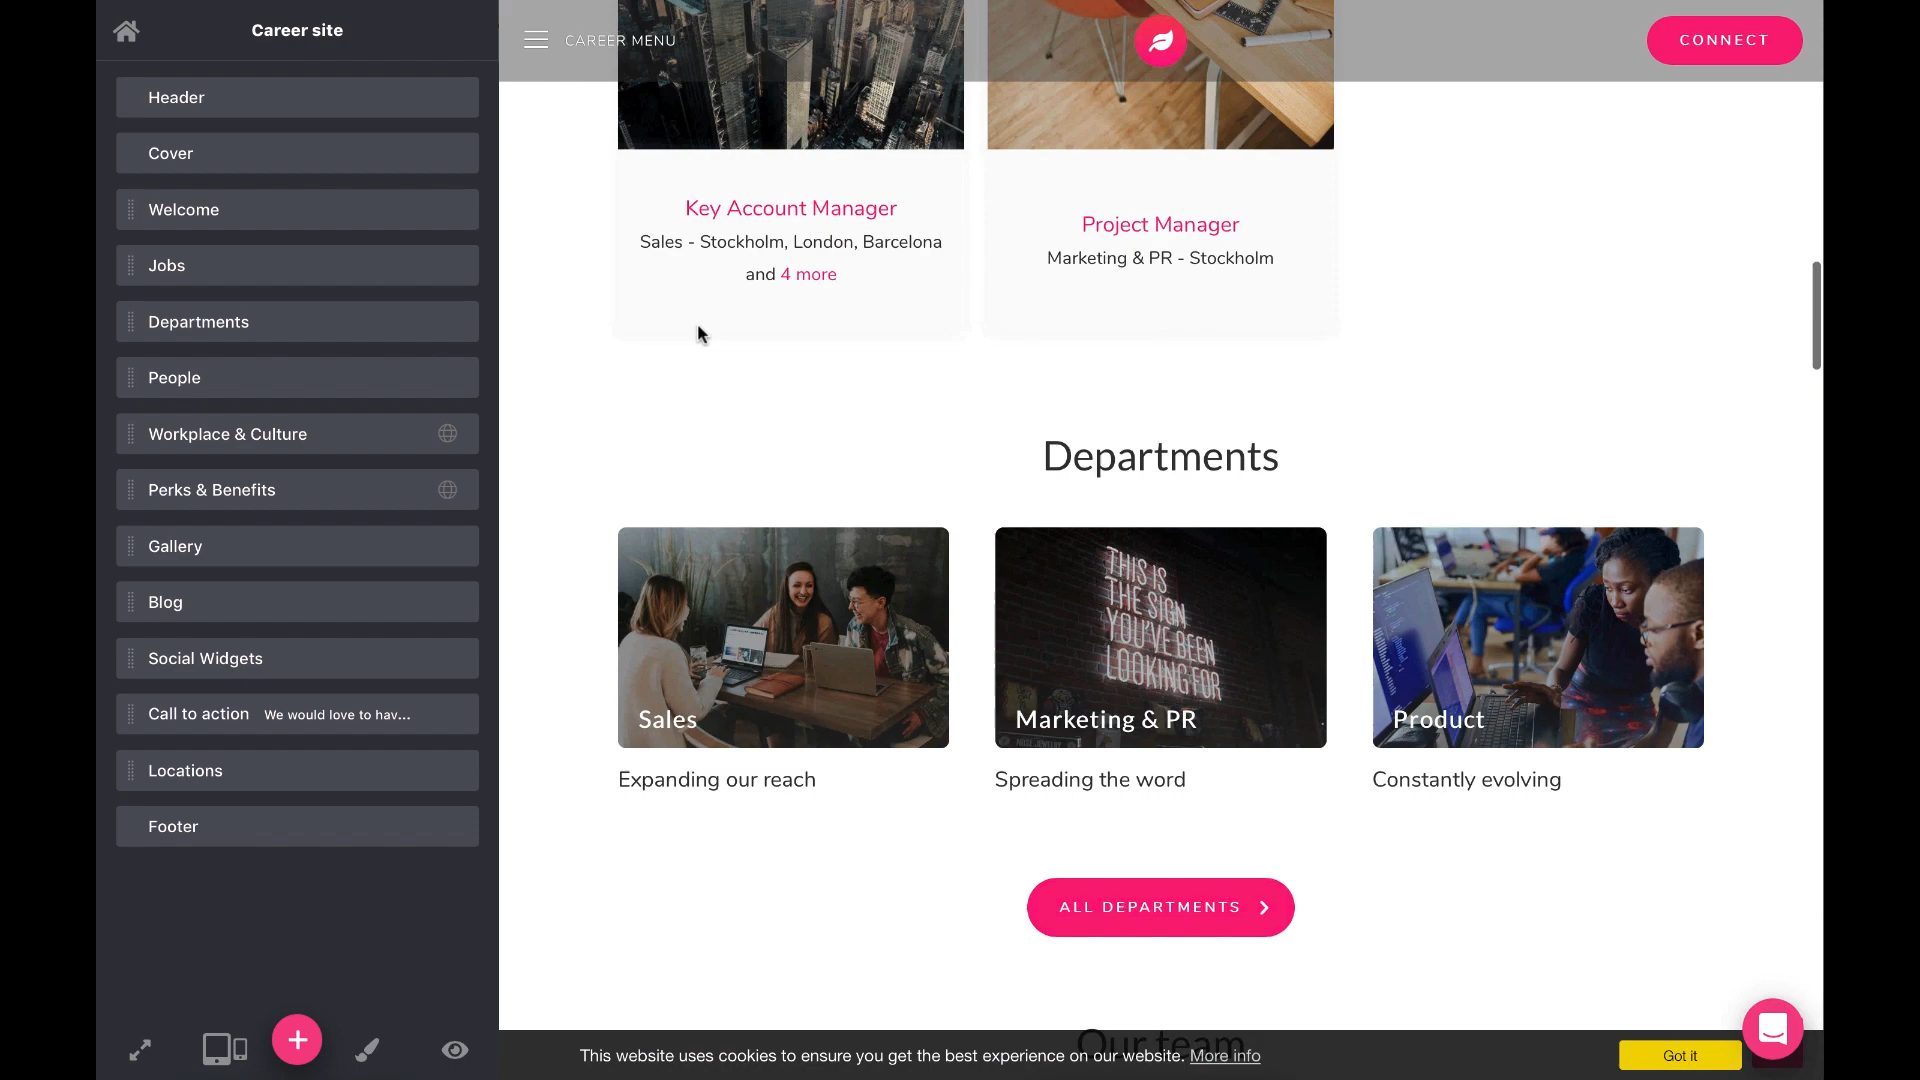 Career site
Header
Cover
Welcome
Jobs
Departments
People
Workplace & Culture
Perks & Benefits
Gallery
Blog
Social Widgets
Call to action We would love to hav...
Locations
Footer
CAREER MENU
CONNECT
Key Account Manager
Sales - Stockholm, London, Barcelona
and 4 more
Project Manager
Marketing & PR - Stockholm
Departments
THIS IS
THE SIGN
YOU'VE BEEN
LOOKING FOR
Sales
Marketing & PR
Product
Expanding our reach
Spreading the word
Constantly evolving
ALL DEPARTMENTS
Our team
This website uses cookies to ensure you get the best experience on our website. More info
Got it